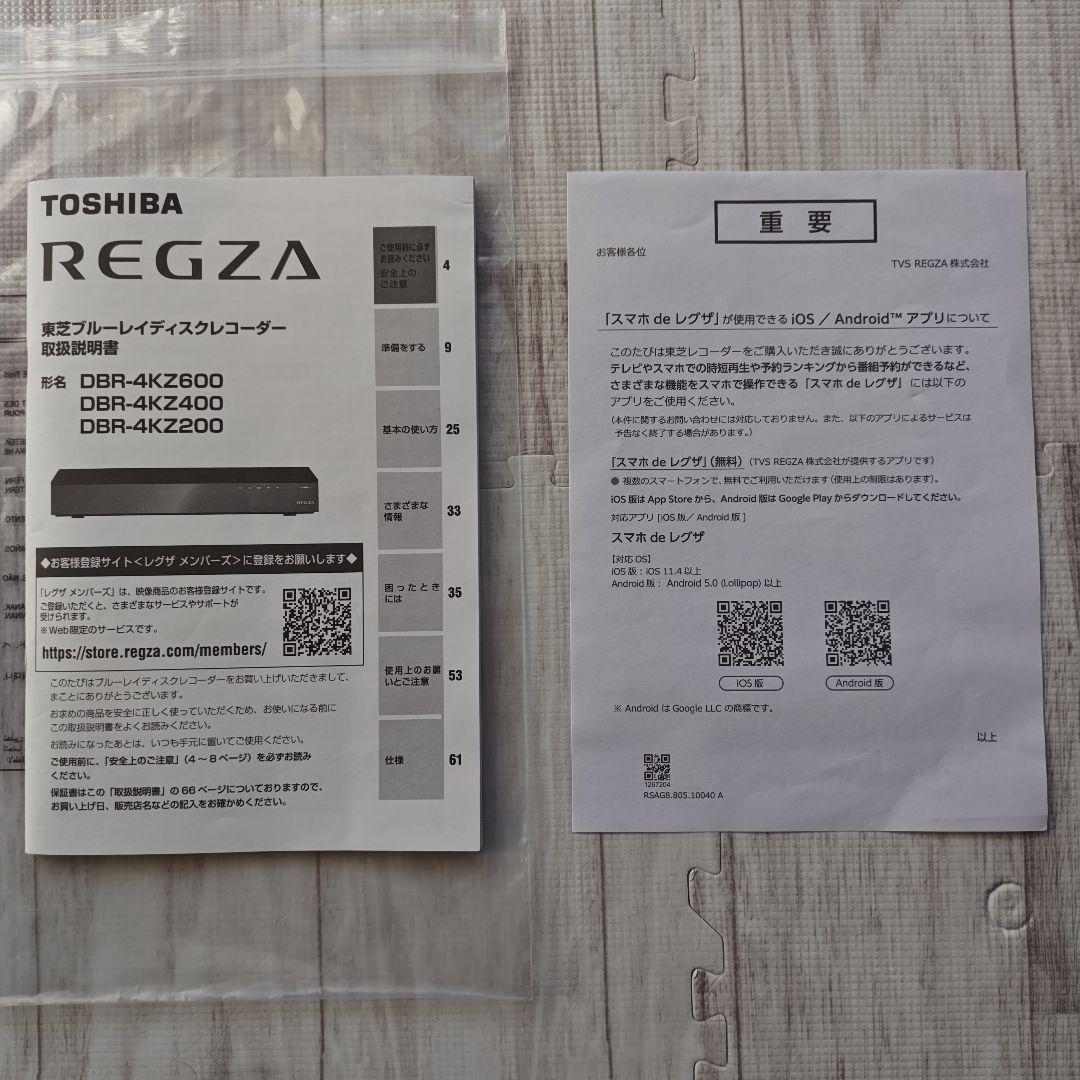 TOSHIBA
REGZA
東芝ブルーレイディスクレコーダー
取扱説明書
形名 DBR-4KZ600
DBR-4KZ400
DBR-4KZ200
REGZA
◆お客様登録サイト<レグザ メンバーズ>に登録をお願いします◆
「レグザ メンバーズ」は、映像商品のお客様登録サイトです。
ご登録いただくと、さまざまなサービスやサポートが
受けられます。
※Web限定のサービスです。
https://store.regza.com/members/
このたびはブルーレイディスクレコーダーをお買い上げいただきまして、
まことにありがとうございます。
お求めの商品を安全に正しく使っていただくため、お使いになる前に
この取扱説明書をよくお読みください。
お読みになったあとは、いつも手元に置いてご使用ください。
ご使用前に、「安全上のご注意」(4～8ページ)を必ずお読み
ください。
保証書はこの「取扱説明書」の66ページについておりますので、
お買い上げ日、販売店名などの記入をお確かめください。
ご使用前に必ず
お読みください
安全上の
ご注意
4
準備をする 9
基本の使い方 25
さまざまな
情報
33
困ったとき
には
35
使用上のお願
いとご注意
53
仕様 61
重要
お客様各位
TVS REGZA 株式会社
「スマホ de レグザ」が使用できる iOS / Android™ アプリについて
このたびは東芝レコーダーをご購入いただき誠にありがとうございます。
テレビやスマホでの時短再生や予約ランキングから番組予約ができるなど、
さまざまな機能をスマホで操作できる「スマホ de レグザ」には以下の
アプリをご使用ください。
(本件に関するお問い合わせには対応しておりません。また、以下のアプリによるサービスは
予告なく終了する場合があります。)
「スマホ de レグザ」(無料) (TVS REGZA 株式会社が提供するアプリです)
● 複数のスマートフォンで、無料でご利用いただけます(使用上の制限はあります)。
iOS 版は App Store から、Android 版は Google Play からダウンロードしてください。
対応アプリ [iOS 版/ Android 版 ]
スマホ de レグザ
【対応 OS】
iOS 版：iOS 11.4 以上
Android 版： Android 5.0 (Lollipop) 以上
iOS 版
Android 版
※ Android は Google LLC の商標です。
以上
1267204
RSAG8.805.10040 A